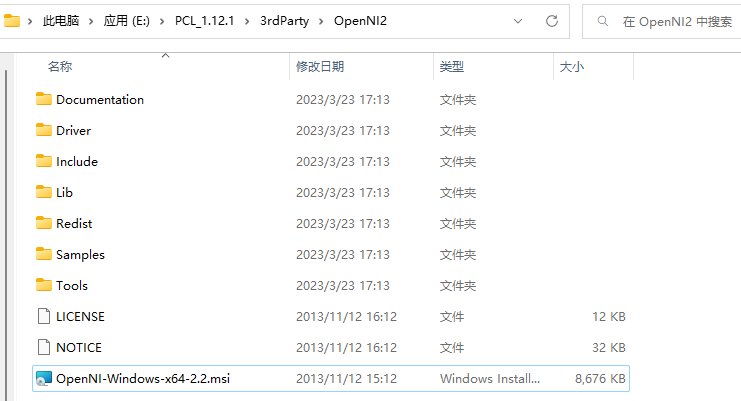 此电脑 应用 (E:) PCL_1.12.1 3rdParty OpenNI2 在 OpenNI2 中搜索
名称 修改日期 类型 大小
Documentation 2023/3/23 17:13 文件夹
Driver 2023/3/23 17:13 文件夹
Include 2023/3/23 17:13 文件夹
Lib 2023/3/23 17:13 文件夹
Redist 2023/3/23 17:13 文件夹
Samples 2023/3/23 17:13 文件夹
Tools 2023/3/23 17:13 文件夹
LICENSE 2013/11/12 16:12 文件 12 KB
NOTICE 2013/11/12 16:12 文件 32 KB
OpenNI-Windows-x64-2.2.msi 2013/11/12 15:12 Windows Install... 8,676 KB